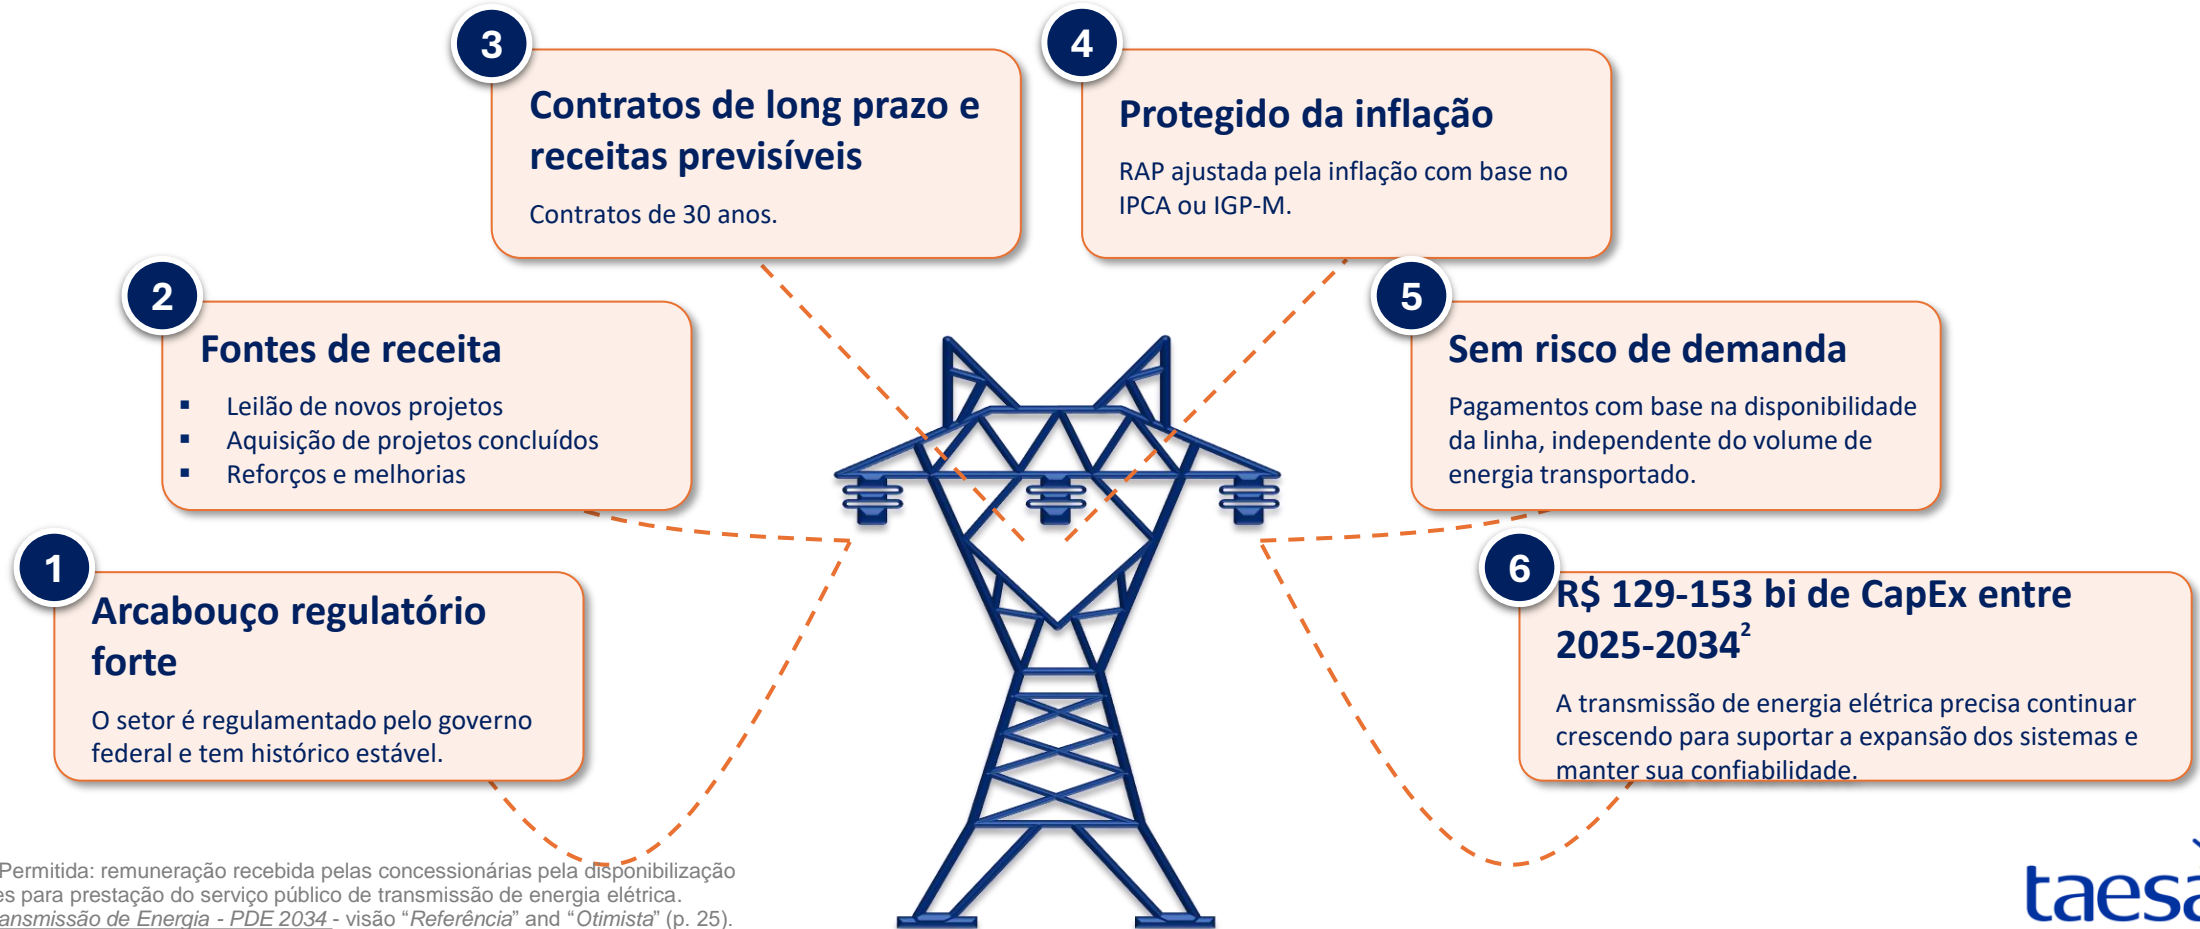 1
Arcabouço regulatório
forte
O setor é regulamentado pelo governo
federal e tem histórico estável.
2
Fontes de receita
▪ Leilão de novos projetos
▪ Aquisição de projetos concluídos
▪ Reforços e melhorias
3
Contratos de long prazo e
receitas previsíveis
Contratos de 30 anos.
4
Protegido da inflação
RAP ajustada pela inflação com base no
IPCA ou IGP-M.
5
Sem risco de demanda
Pagamentos com base na disponibilidade
da linha, independente do volume de
energia transportado.
6
R$ 129-153 bi de CapEx entre
2025-2034²
A transmissão de energia elétrica precisa continuar
crescendo para suportar a expansão dos sistemas e
manter sua confiabilidade.
Permitida: remuneração recebida pelas concessionárias pela disponibilização
para prestação do serviço público de transmissão de energia elétrica.
de Energia - PDE 2034 - visão “Referência” and “Otimista” (p. 25).
taesa